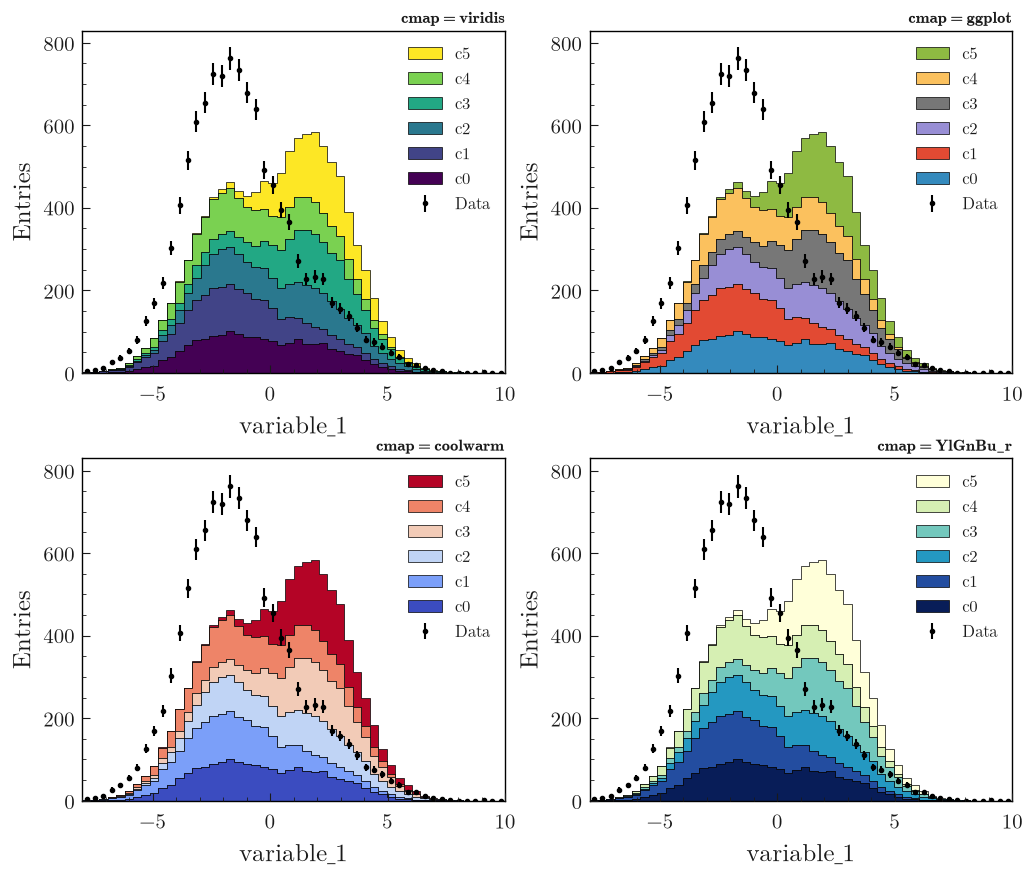 cmap = viridis
800
600
400
200
0
Entries
c5
c4
c3
c2
c1
c0
Data
−5 0 5 10
variable_1
cmap = ggplot
800
600
400
200
0
Entries
c5
c4
c3
c2
c1
c0
Data
−5 0 5 10
variable_1
cmap = coolwarm
800
600
400
200
0
Entries
c5
c4
c3
c2
c1
c0
Data
−5 0 5 10
variable_1
cmap = YlGnBu_r
800
600
400
200
0
Entries
c5
c4
c3
c2
c1
c0
Data
−5 0 5 10
variable_1